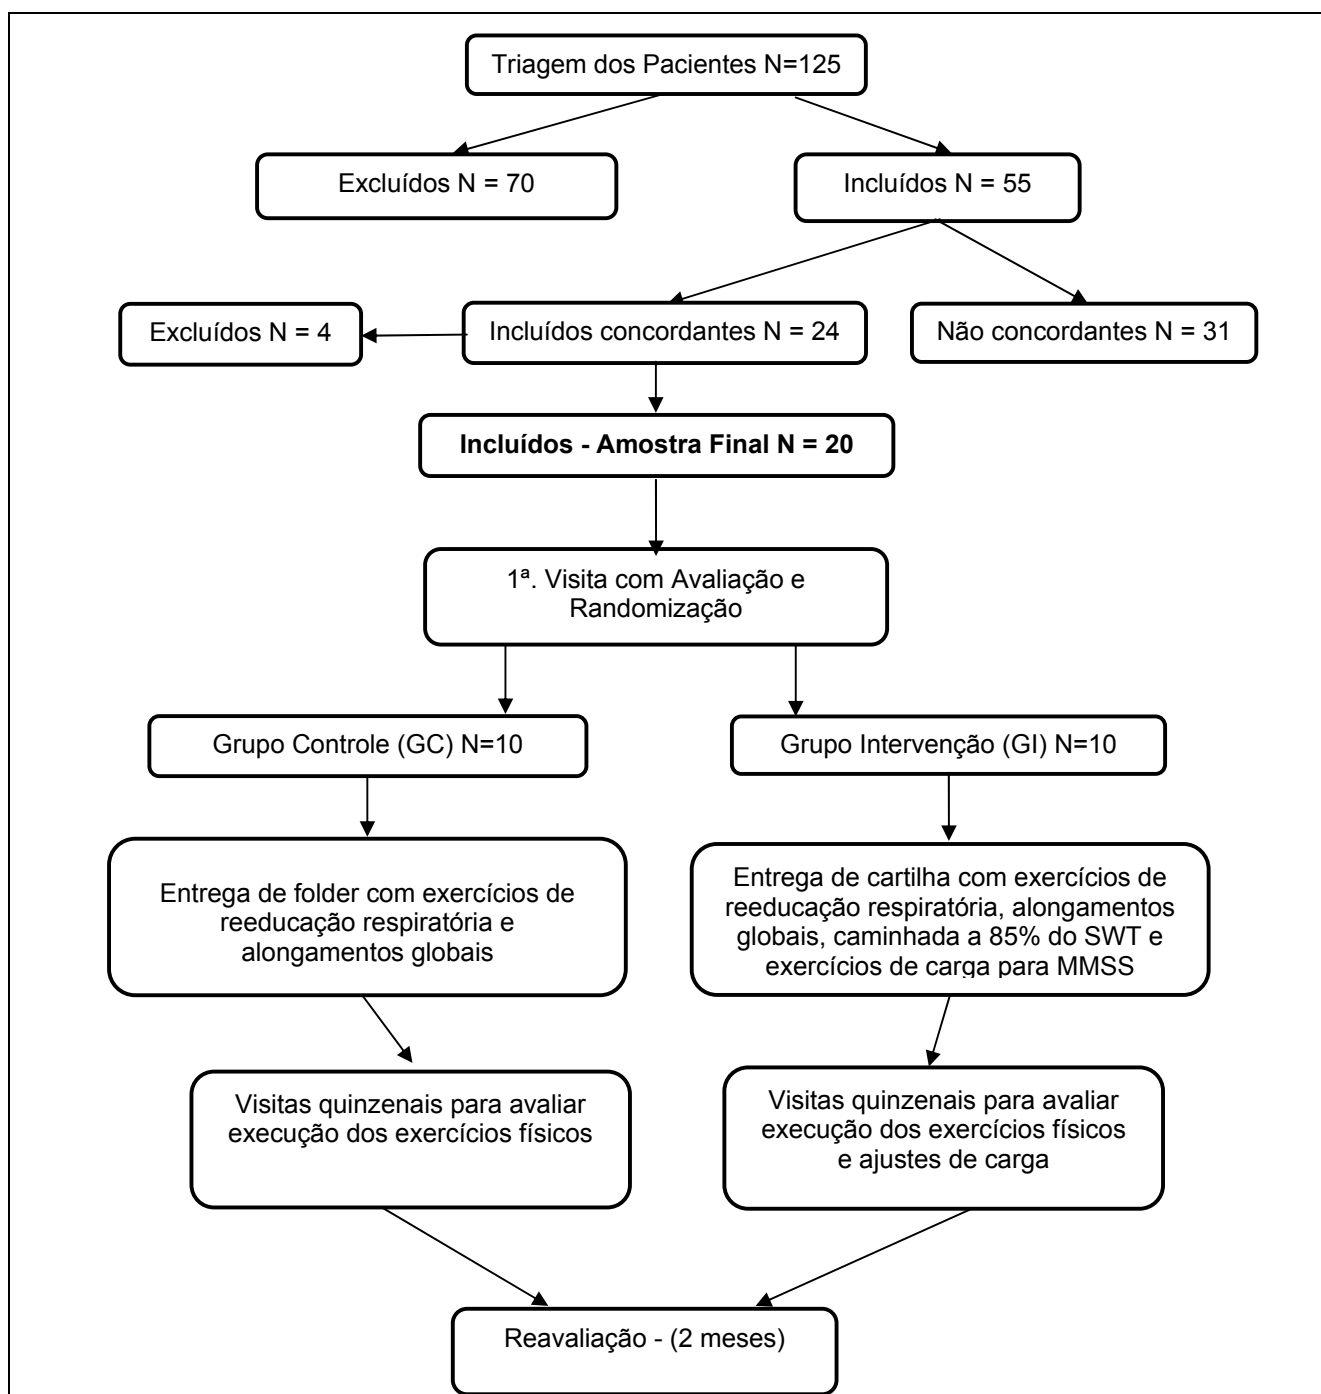 Triagem dos Pacientes N=125
Excluídos N = 70
Incluídos N = 55
Excluídos N = 4
Incluídos concordantes N = 24
Não concordantes N = 31
Incluídos - Amostra Final N = 20
1ª. Visita com Avaliação e
Randomização
Grupo Controle (GC) N=10
Grupo Intervenção (GI) N=10
Entrega de folder com exercícios de
reeducação respiratória e
alongamentos globais
Entrega de cartilha com exercícios de
reeducação respiratória, alongamentos
globais, caminhada a 85% do SWT e
exercícios de carga para MMSS
Visitas quinzenais para avaliar
execução dos exercícios físicos
Visitas quinzenais para avaliar
execução dos exercícios físicos
e ajustes de carga
Reavaliação - (2 meses)